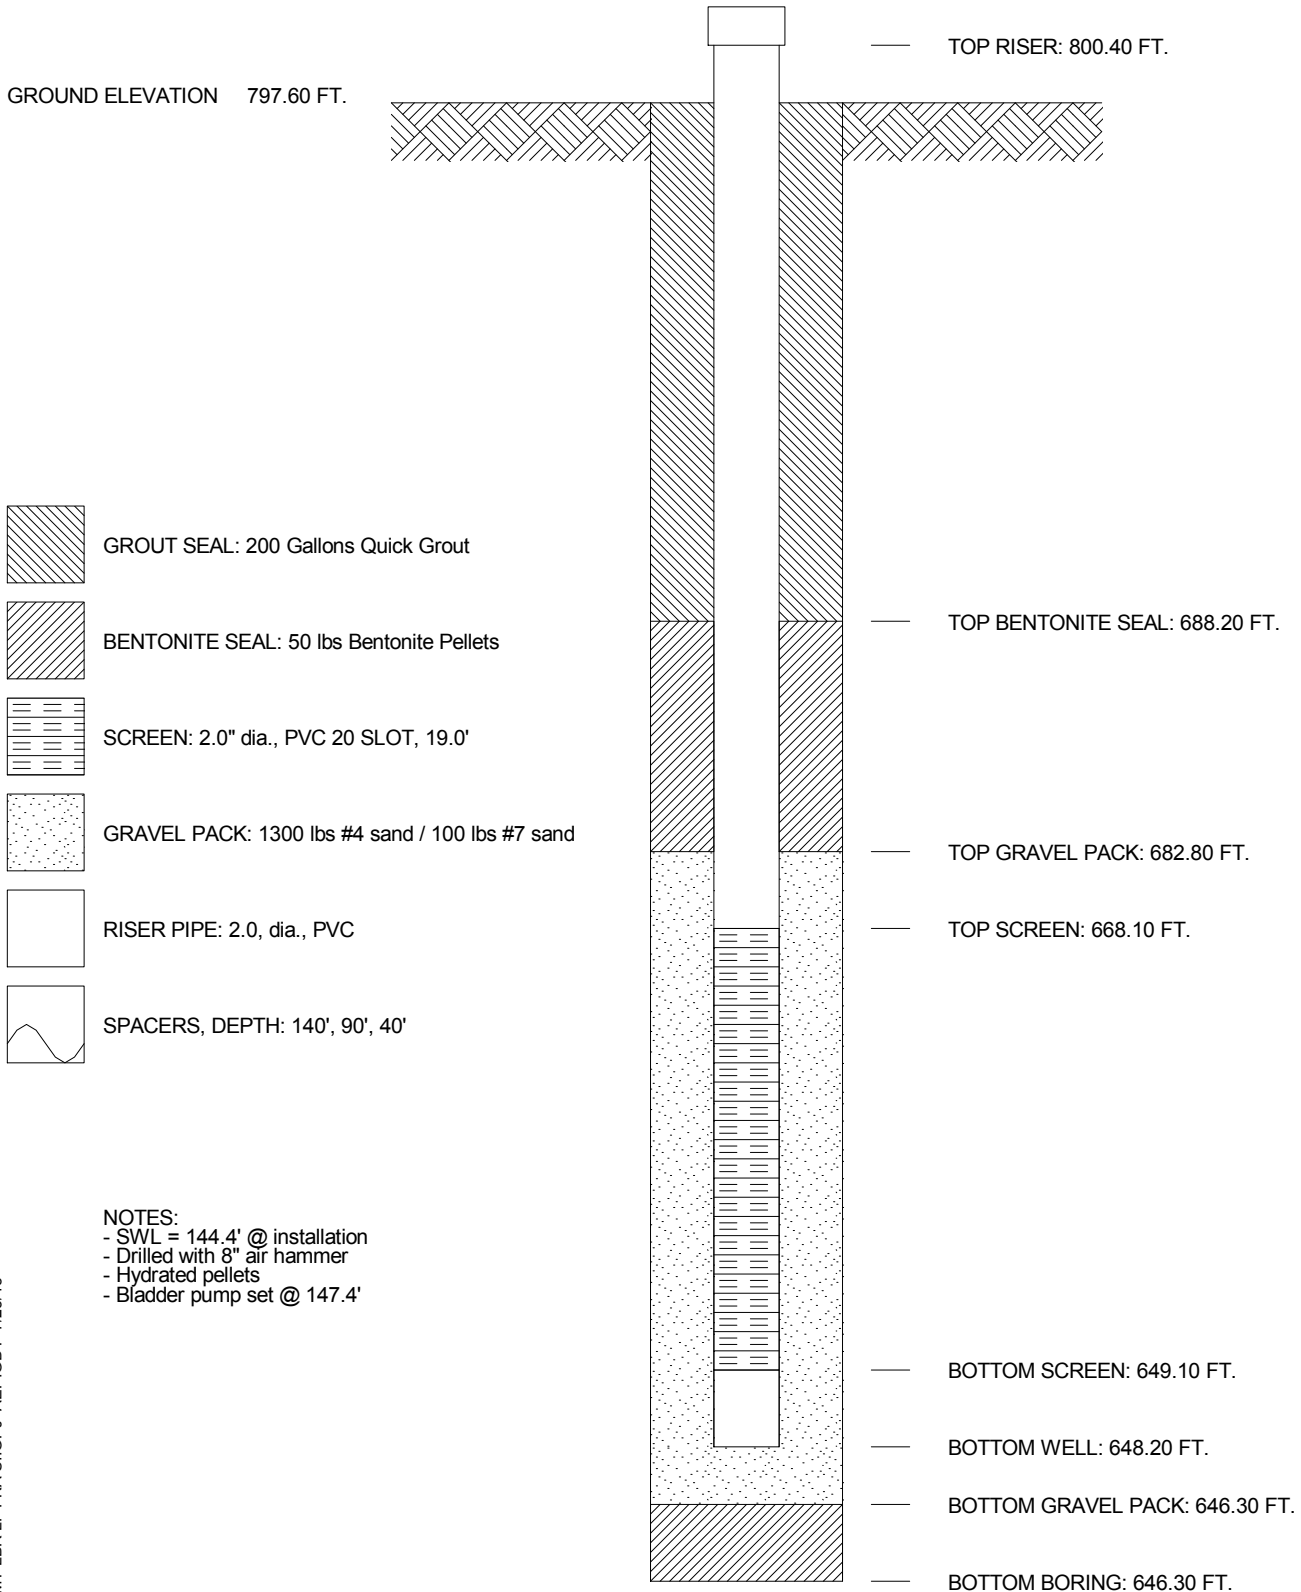 TOP RISER: 800.40 FT.
GROUND ELEVATION 797.60 FT.
GROUT SEAL: 200 Gallons Quick Grout
TOP BENTONITE SEAL: 688.20 FT.
BENTONITE SEAL: 50 lbs Bentonite Pellets
SCREEN: 2.0" dia., PVC 20 SLOT, 19.0'
GRAVEL PACK: 1300 lbs #4 sand / 100 lbs #7 sand
TOP GRAVEL PACK: 682.80 FT.
RISER PIPE: 2.0, dia., PVC
TOP SCREEN: 668.10 FT.
SPACERS, DEPTH: 140', 90', 40'
NOTES:
- SWL = 144.4' @ installation
- Drilled with 8" air hammer
- Hydrated pellets
- Bladder pump set @ 147.4'
BOTTOM SCREEN: 649.10 FT.
BOTTOM WELL: 648.20 FT.
BOTTOM GRAVEL PACK: 646.30 FT.
BOTTOM BORING: 646.30 FT.